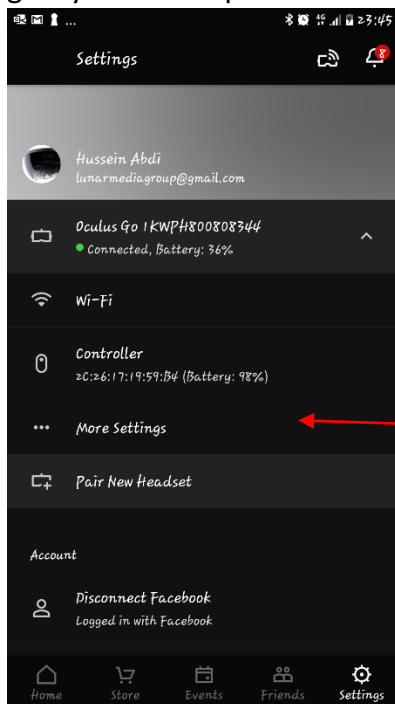 ...
4G
23:45
Settings
8
Hussein Abdi
lunarmediagroup@gmail.com
Oculus Go 1KWPH800808344
Connected, Battery: 36%
Wi-Fi
Controller
2C:26:17:19:59:B4 (Battery: 98%)
More Settings
Pair New Headset
Account
Disconnect Facebook
Logged in with Facebook
Home Store Events Friends Settings